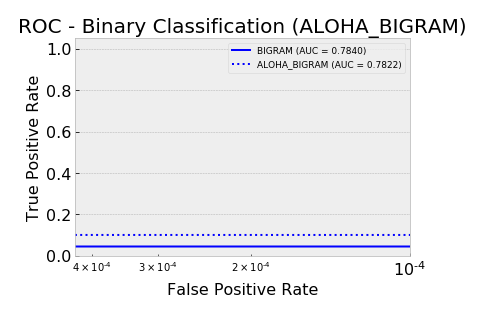 ROC - Binary Classification (ALOHA_BIGRAM)
BIGRAM (AUC = 0.7840)
ALOHA_BIGRAM (AUC = 0.7822)
True Positive Rate
1.0
0.8
0.6
0.4
0.2
0.0
4 × 10⁻⁴ 3 × 10⁻⁴ 2 × 10⁻⁴ 10⁻⁴
False Positive Rate